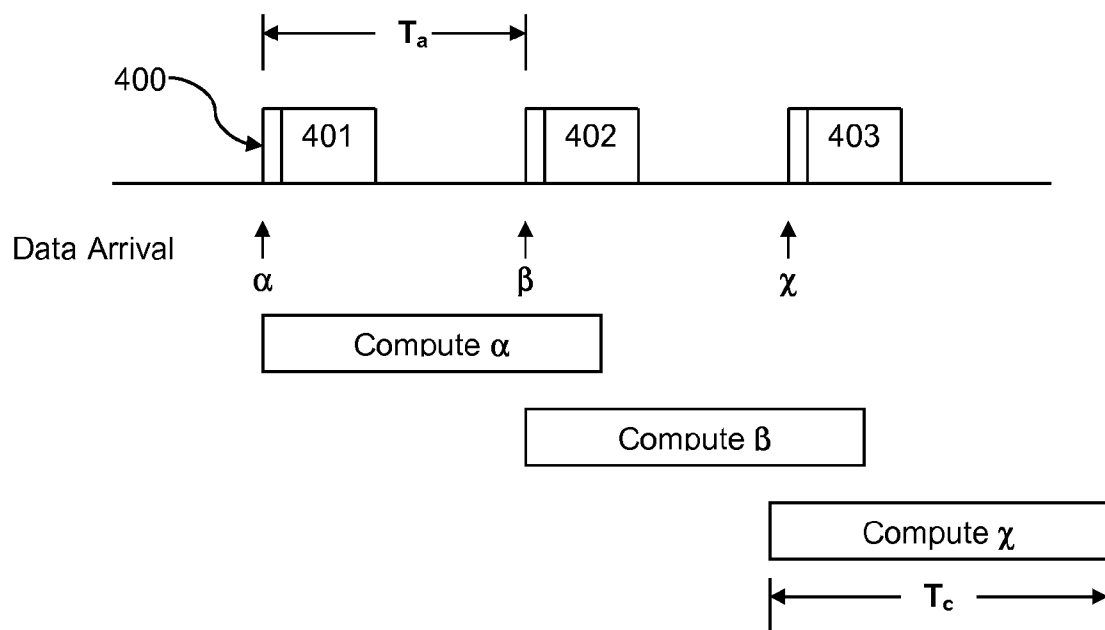 Tₐ
400
401
402
403
Data Arrival
α
β
χ
Compute α
Compute β
Compute χ
T꜀